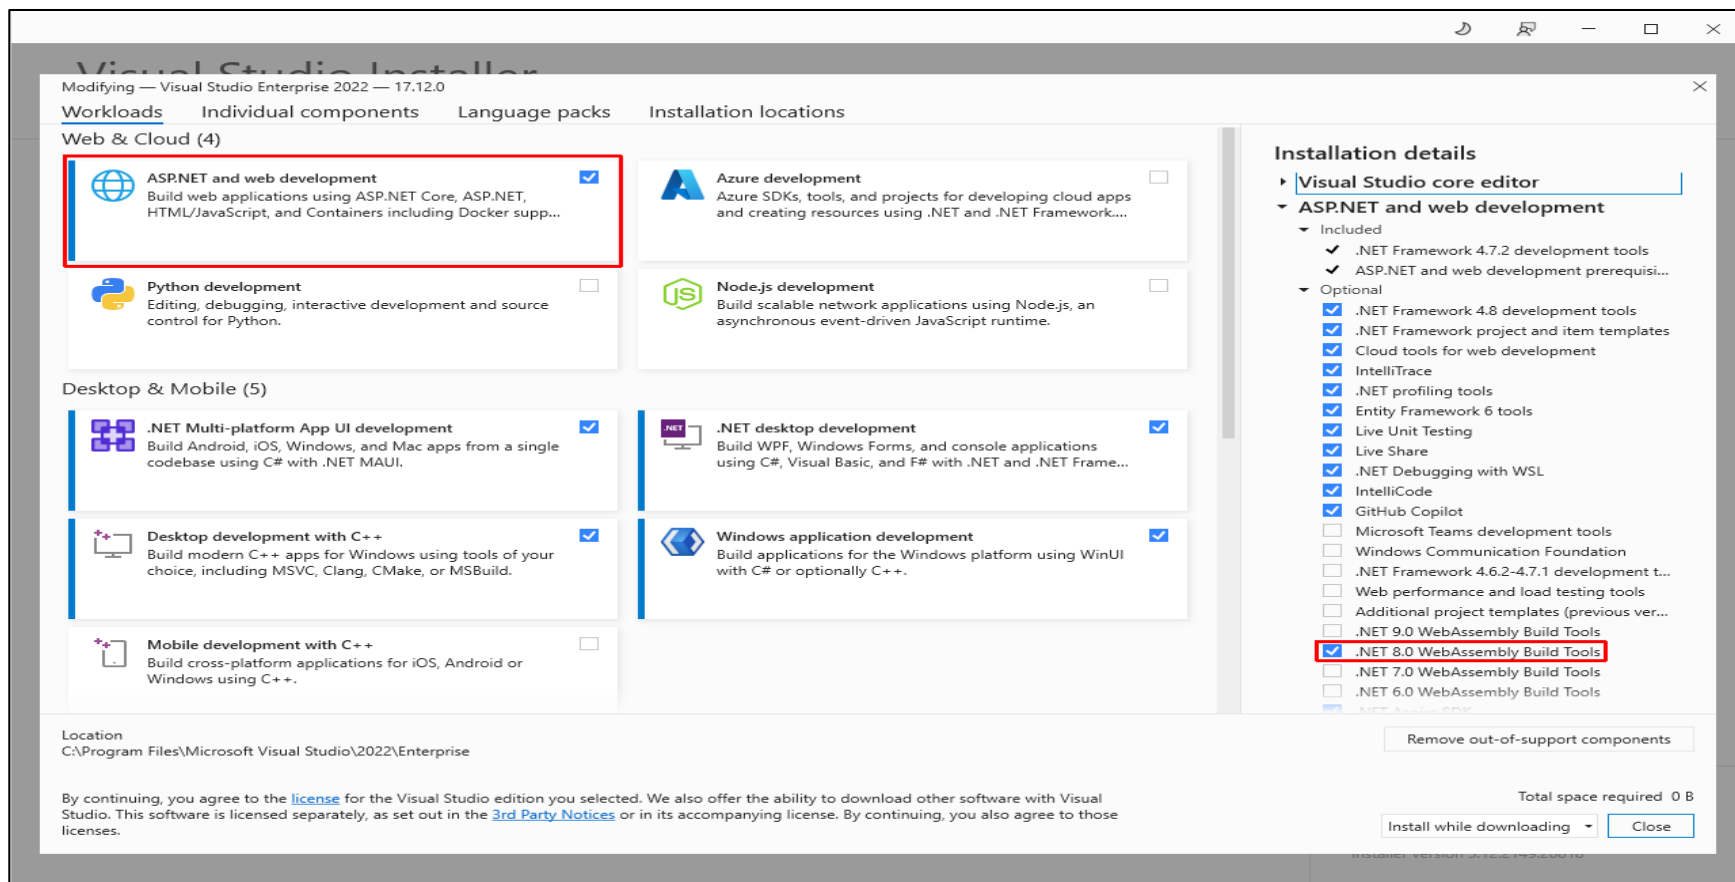 Visual Studio Installer
Modifying — Visual Studio Enterprise 2022 — 17.12.0
Workloads Individual components Language packs Installation locations
Web & Cloud (4)
ASP.NET and web development
Build web applications using ASP.NET Core, ASP.NET,
HTML/JavaScript, and Containers including Docker supp...
Azure development
Azure SDKs, tools, and projects for developing cloud apps
and creating resources using .NET and .NET Framework....
Python development
Editing, debugging, interactive development and source
control for Python.
JS
Node.js development
Build scalable network applications using Node.js, an
asynchronous event-driven JavaScript runtime.
Desktop & Mobile (5)
.NET Multi-platform App UI development
Build Android, iOS, Windows, and Mac apps from a single
codebase using C# with .NET MAUI.
.NET
.NET desktop development
Build WPF, Windows Forms, and console applications
using C#, Visual Basic, and F# with .NET and .NET Frame...
Desktop development with C++
Build modern C++ apps for Windows using tools of your
choice, including MSVC, Clang, CMake, or MSBuild.
Windows application development
Build applications for the Windows platform using WinUI
with C# or optionally C++.
Mobile development with C++
Build cross-platform applications for iOS, Android or
Windows using C++.
Installation details
Visual Studio core editor
ASP.NET and web development
Included
.NET Framework 4.7.2 development tools
ASP.NET and web development prerequisi...
Optional
.NET Framework 4.8 development tools
.NET Framework project and item templates
Cloud tools for web development
IntelliTrace
.NET profiling tools
Entity Framework 6 tools
Live Unit Testing
Live Share
.NET Debugging with WSL
IntelliCode
GitHub Copilot
Microsoft Teams development tools
Windows Communication Foundation
.NET Framework 4.6.2-4.7.1 development t...
Web performance and load testing tools
Additional project templates (previous ver...
.NET 9.0 WebAssembly Build Tools
.NET 8.0 WebAssembly Build Tools
.NET 7.0 WebAssembly Build Tools
.NET 6.0 WebAssembly Build Tools
.NET Aspire SDK
Location
C:\Program Files\Microsoft Visual Studio\2022\Enterprise
Remove out-of-support components
By continuing, you agree to the license for the Visual Studio edition you selected. We also offer the ability to download other software with Visual
Studio. This software is licensed separately, as set out in the 3rd Party Notices or in its accompanying license. By continuing, you also agree to those
licenses.
Total space required 0 B
Install while downloading Close